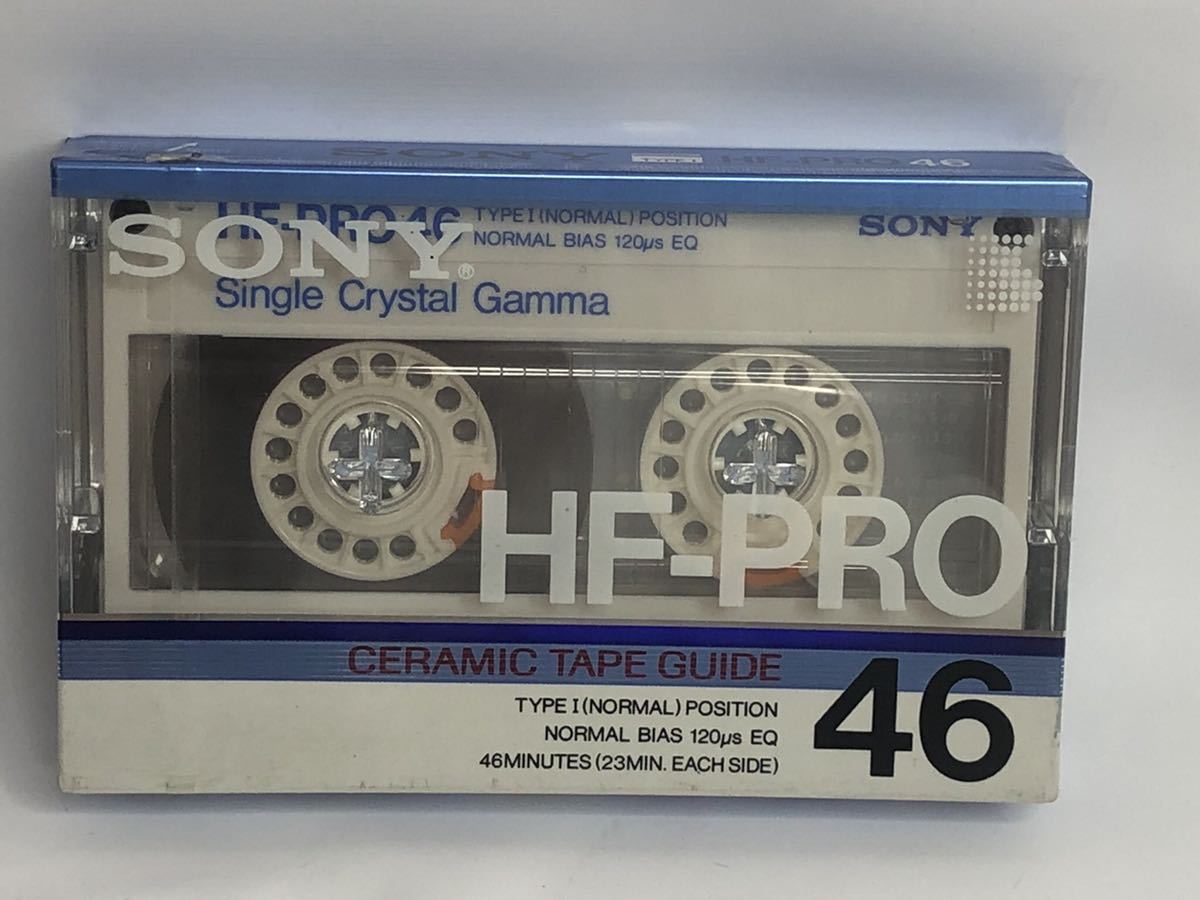 SONY HF-PRO 46
HF-PRO 46 TYPE I (NORMAL) POSITION
NORMAL BIAS 120µs EQ
SONY
SONY®
Single Crystal Gamma
HF-PRO
CERAMIC TAPE GUIDE
TYPE I (NORMAL) POSITION
NORMAL BIAS 120µs EQ
46MINUTES (23MIN. EACH SIDE)
46